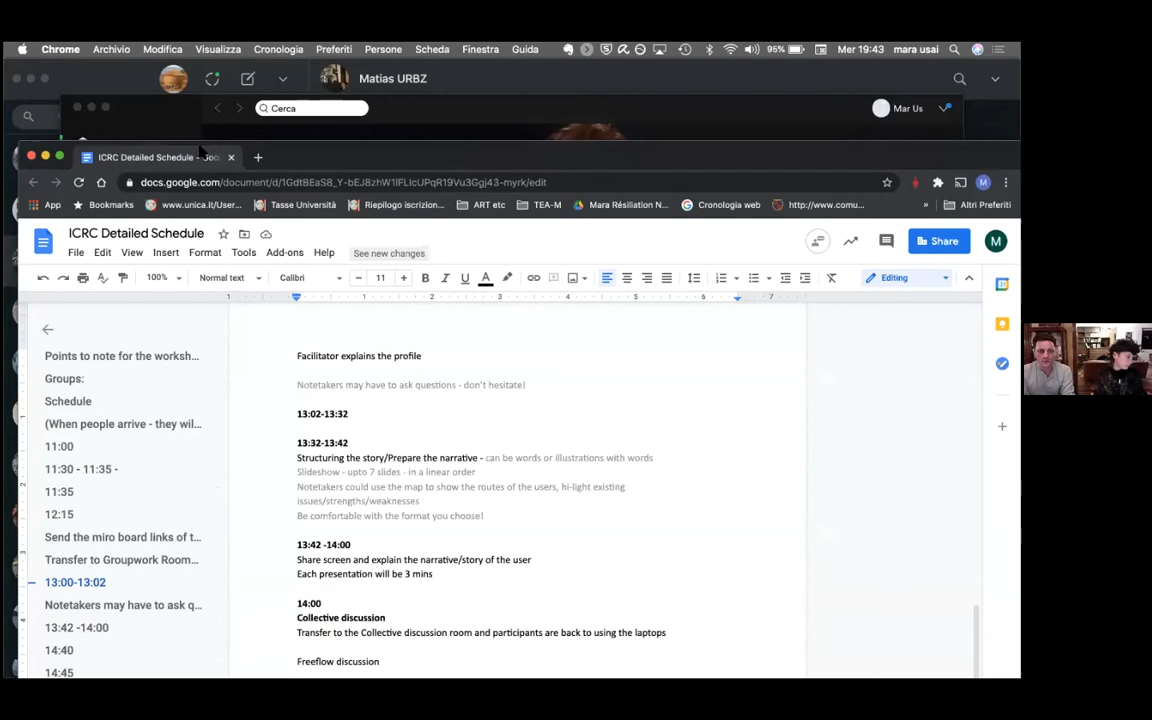 Chrome Archivio Modifica Visualizza Cronologia Preferiti Persone Scheda Finestra Guida 95% Mer 19:43 mara usai
Matias URBZ
Cerca
Mar Us
ICRC Detailed Schedule - Goo
docs.google.com/document/d/1GdtBEaS8_Y-bEJ8zhW1lFLIcUPqR19Vu3Ggj43-myrk/edit
App Bookmarks www.unica.it/User... Tasse Università Riepilogo iscrizion... ART etc TEA-M Mara Résiliation N... Cronologia web http://www.comu... » Altri Preferiti
ICRC Detailed Schedule
Share
M
File Edit View Insert Format Tools Add-ons Help See new changes
100% Normal text Calibri 11 B I U A Editing
1 1 2 3 4 5 6 7
Points to note for the worksh...
Groups:
Schedule
(When people arrive - they wil...
11:00
11:30 - 11:35 -
11:35
12:15
Send the miro board links of t...
Transfer to Groupwork Room...
13:00-13:02
Notetakers may have to ask q...
13:42 -14:00
14:40
14:45
Facilitator explains the profile
Notetakers may have to ask questions - don't hesitate!
13:02-13:32
13:32-13:42
Structuring the story/Prepare the narrative - can be words or illustrations with words
Slideshow - upto 7 slides - in a linear order
Notetakers could use the map to show the routes of the users, hi-light existing
issues/strengths/weaknesses
Be comfortable with the format you choose!
13:42 -14:00
Share screen and explain the narrative/story of the user
Each presentation will be 3 mins
14:00
Collective discussion
Transfer to the Collective discussion room and participants are back to using the laptops
Freeflow discussion